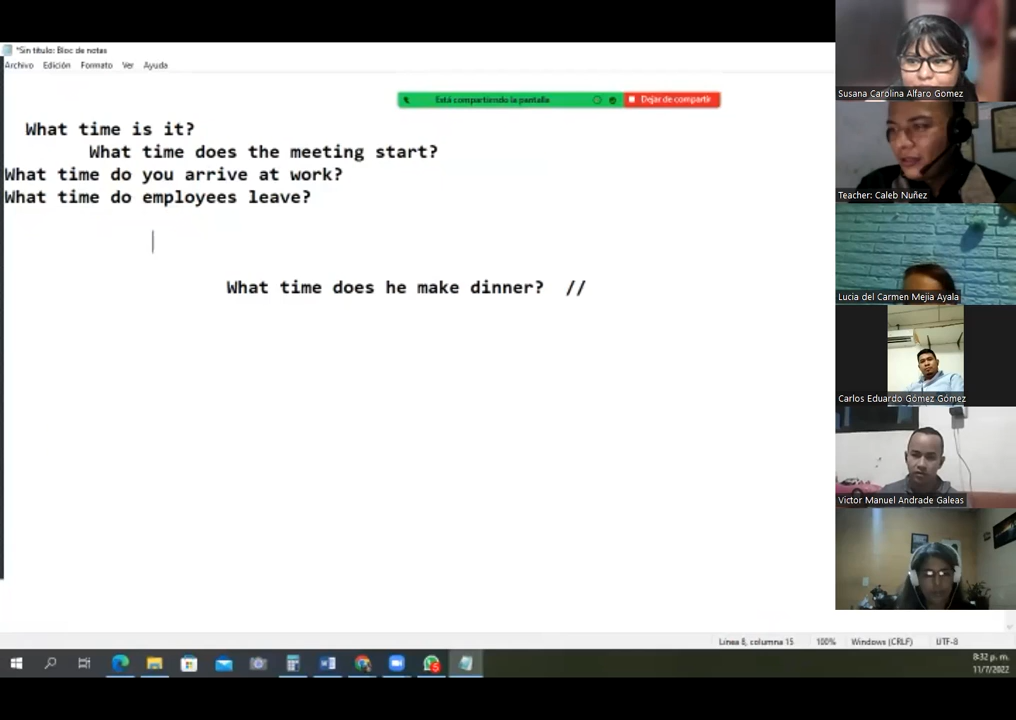 *Sin título: Bloc de notas
Archivo Edición Formato Ver Ayuda
Está compartiendo la pantalla Dejar de compartir
What time is it?
What time does the meeting start?
What time do you arrive at work?
What time do employees leave?
What time does he make dinner? //
Línea 8, columna 15 100% Windows (CRLF) UTF-8
8:32 p. m.
11/7/2022
Susana Carolina Alfaro Gomez
Teacher: Caleb Nuñez
Lucia del Carmen Mejia Ayala
Carlos Eduardo Gómez Gómez
Victor Manuel Andrade Galeas